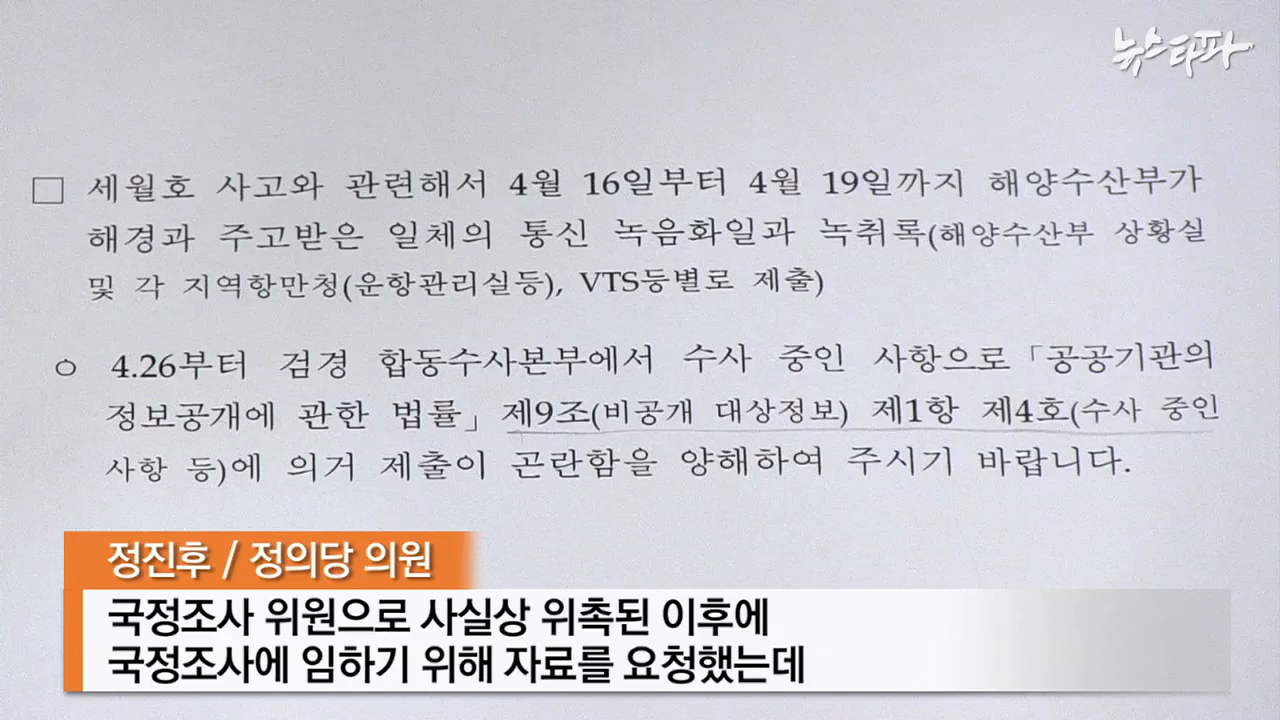 뉴스타파
□ 세월호 사고와 관련해서 4월 16일부터 4월 19일까지 해양수산부가
해경과 주고받은 일체의 통신 녹음화일과 녹취록(해양수산부 상황실
및 각 지역항만청(운항관리실등), VTS등별로 제출)
○ 4.26부터 검경 합동수사본부에서 수사 중인 사항으로 「공공기관의
정보공개에 관한 법률」 제9조(비공개 대상정보) 제1항 제4호(수사 중인
사항 등)에 의거 제출이 곤란함을 양해하여 주시기 바랍니다.
정진후 / 정의당 의원
국정조사 위원으로 사실상 위촉된 이후에
국정조사에 임하기 위해 자료를 요청했는데